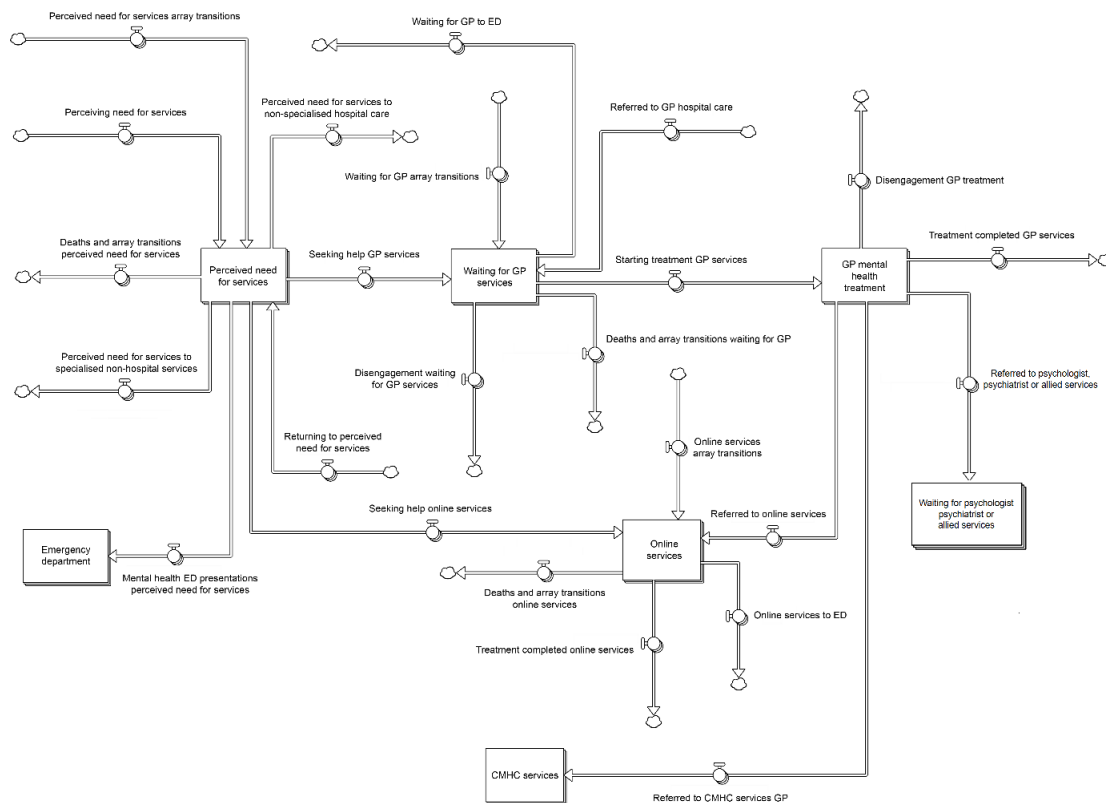 Perceived need for services array transitions
Waiting for GP to ED
Perceiving need for services
Perceived need for services to
non-specialised hospital care
Referred to GP hospital care
Waiting for GP array transitions
Disengagement GP treatment
Deaths and array transitions
perceived need for services
Perceived need
for services
Seeking help GP services
Waiting for GP
services
Starting treatment GP services
GP mental
health
treatment
Treatment completed GP services
Perceived need for services to
specialised non-hospital services
Disengagement waiting
for GP services
Deaths and array transitions waiting for GP
Referred to psychologist,
psychiatrist or allied services
Returning to perceived
need for services
Online services
array transitions
Seeking help online services
Referred to online services
Waiting for psychologist
psychiatrist or
allied services
Emergency
department
Online
services
Mental health ED presentations
perceived need for services
Deaths and array transitions
online services
Online services to ED
Treatment completed online services
CMHC services
Referred to CMHC services GP